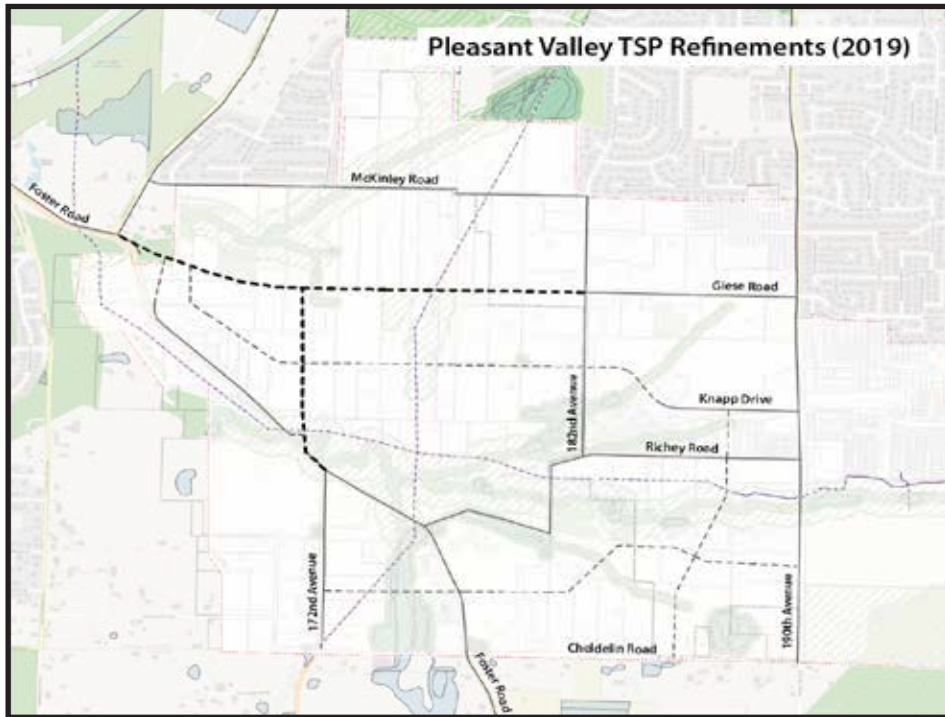 Pleasant Valley TSP Refinements (2019)
McKinley Road
Foster Road
Giese Road
Knapp Drive
182nd Avenue
Richey Road
172nd Avenue
190th Avenue
Cheldelin Road
Foster Road